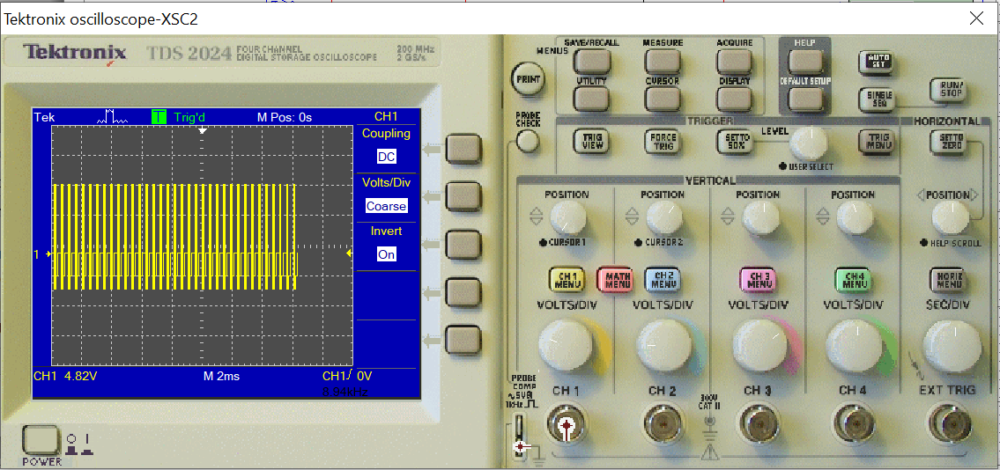 Tektronix oscilloscope-XSC2
Tektronix TDS 2024 FOUR CHANNEL DIGITAL STORAGE OSCILLOSCOPE 200 MHz 2 GS/s
Tek T Trig'd M Pos: 0s CH1
Coupling
DC
Volts/Div
Coarse
Invert
On
1
CH1 4.82V M 2ms CH1/ 0V
8.94kHz
POWER
MENUS
SAVE/RECALL MEASURE ACQUIRE HELP
PRINT
AUTO SET
UTILITY CURSOR DISPLAY DEFAULT SETUP
SINGLE SEQ
RUN/STOP
PROBE CHECK
TRIGGER HORIZONTAL
TRIG VIEW
FORCE TRIG
SET TO 50%
LEVEL
TRIG MENU
SET TO ZERO
USER SELECT
VERTICAL
POSITION POSITION POSITION POSITION POSITION
CURSOR 1 CURSOR 2 HELP SCROLL
CH 1 MENU
MATH MENU
CH 2 MENU
CH 3 MENU
CH 4 MENU
HORIZ MENU
VOLTS/DIV VOLTS/DIV VOLTS/DIV VOLTS/DIV SEC/DIV
PROBE COMP
~5V@
1kHz
CH 1 CH 2 CH 3 CH 4 EXT TRIG
300V
CAT II